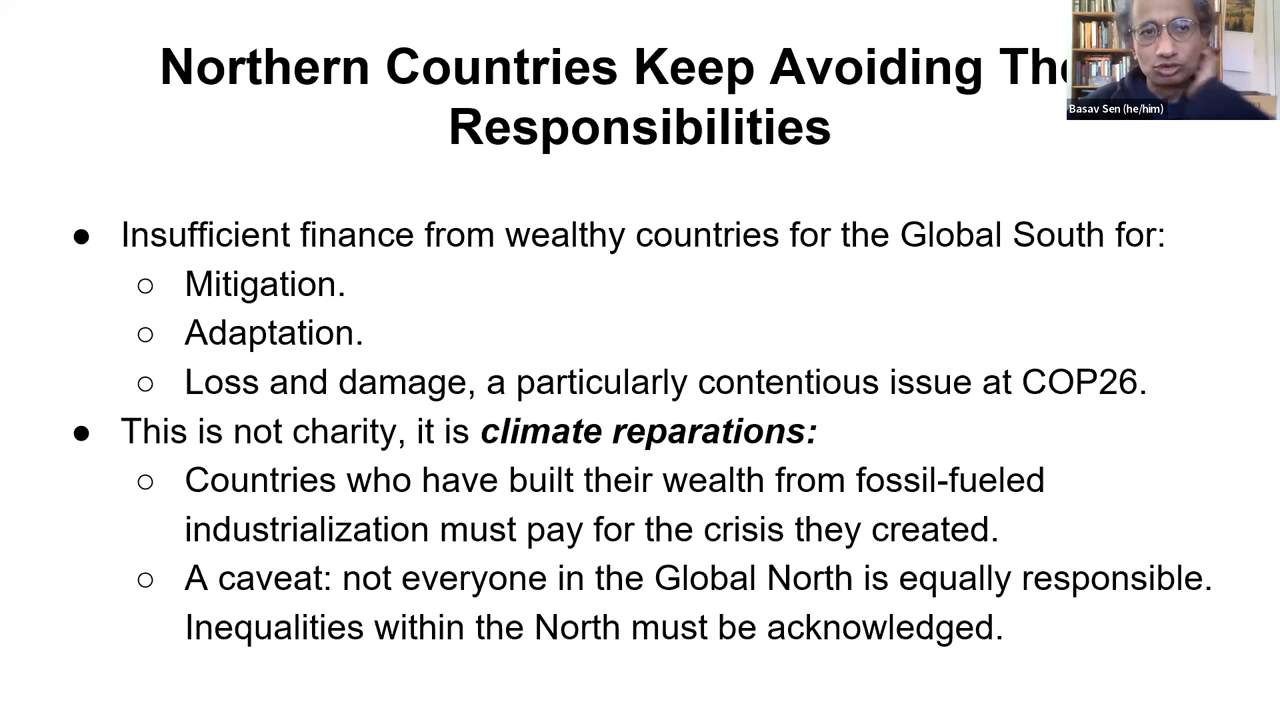 Northern Countries Keep Avoiding
Responsibilities
Basav Sen (he/him)
● Insufficient finance from wealthy countries for the Global South for:
○ Mitigation.
○ Adaptation.
○ Loss and damage, a particularly contentious issue at COP26.
● This is not charity, it is climate reparations:
○ Countries who have built their wealth from fossil-fueled
industrialization must pay for the crisis they created.
○ A caveat: not everyone in the Global North is equally responsible.
Inequalities within the North must be acknowledged.